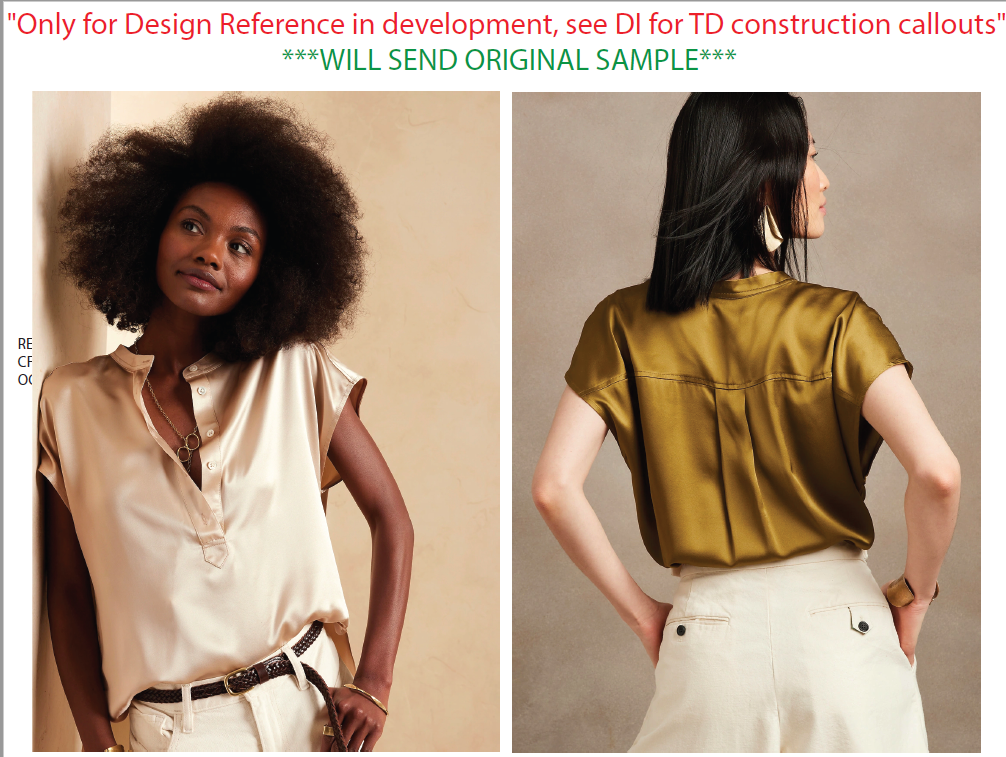 "Only for Design Reference in development, see DI for TD construction callouts"
***WILL SEND ORIGINAL SAMPLE***